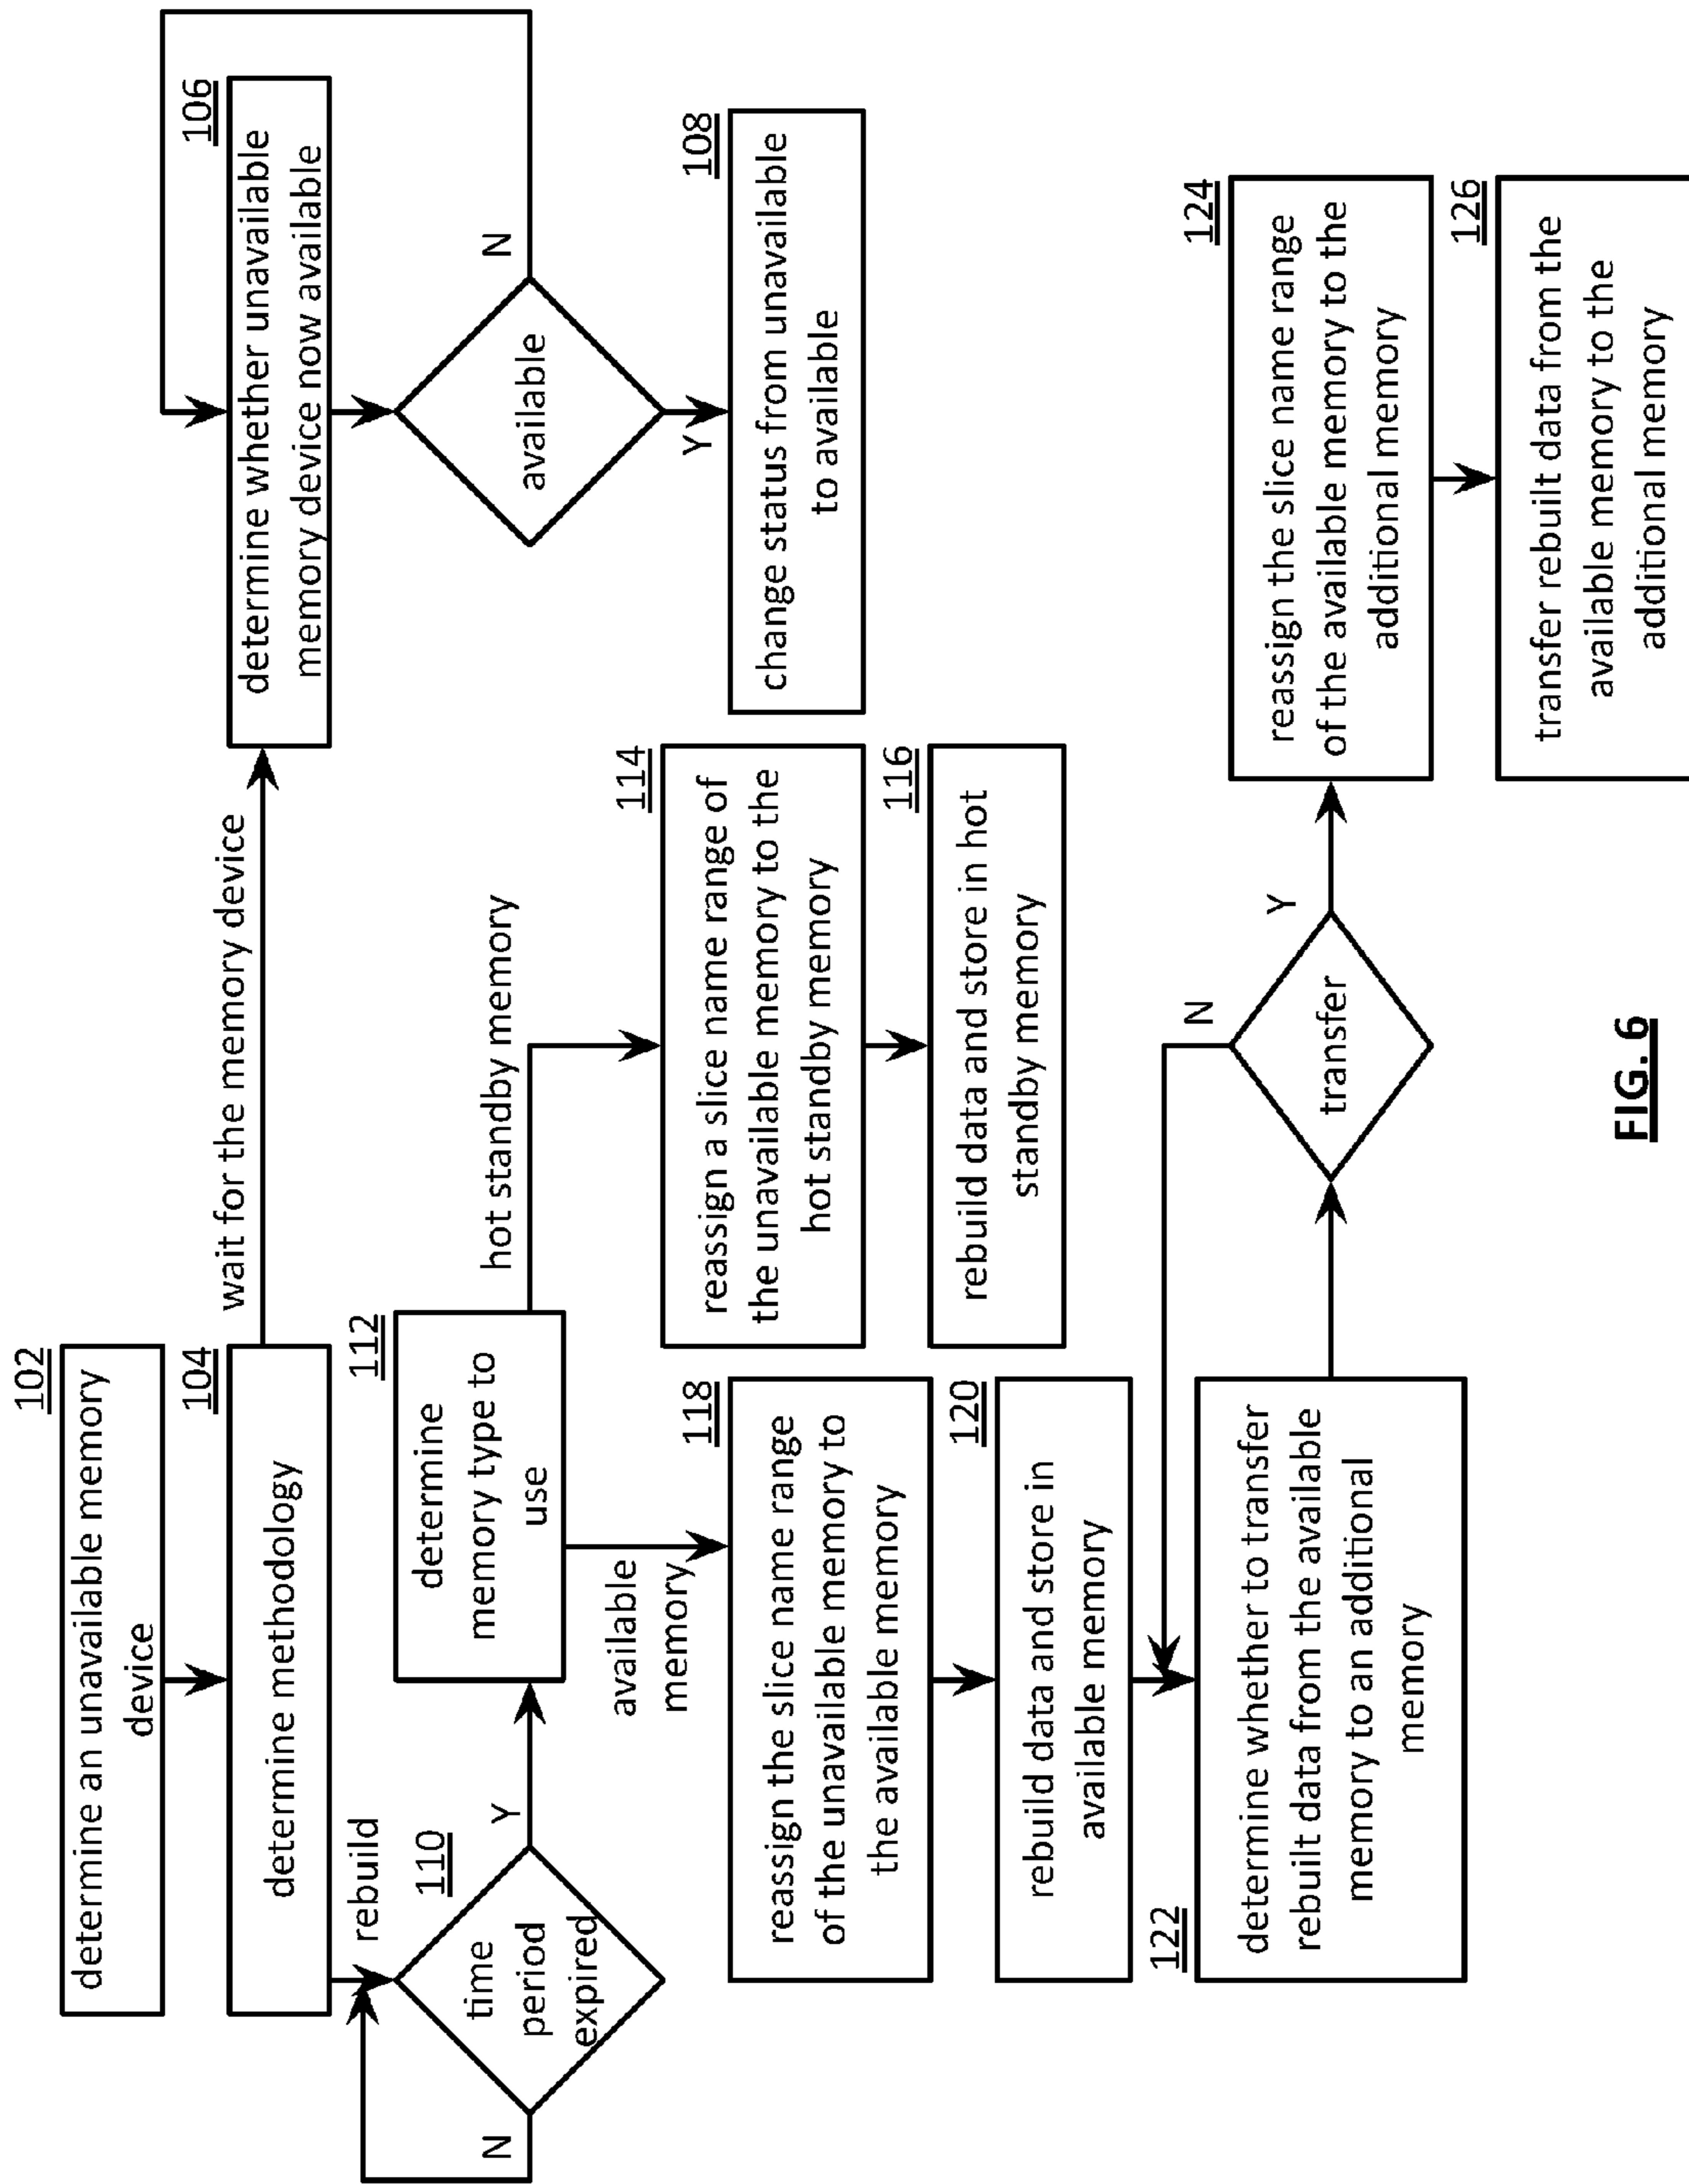 102
determine an unavailable memory
device
104
determine methodology
wait for the memory device
106
determine whether unavailable
memory device now available
available
N
Y
108
change status from unavailable
to available
rebuild
110
time
period
expired
N
Y
112
determine
memory type to
use
hot standby memory
114
reassign a slice name range of
the unavailable memory to the
hot standby memory
116
rebuild data and store in hot
standby memory
available
memory
118
reassign the slice name range
of the unavailable memory to
the available memory
120
rebuild data and store in
available memory
122
determine whether to transfer
rebuilt data from the available
memory to an additional
memory
transfer
N
Y
124
reassign the slice name range
of the available memory to the
additional memory
126
transfer rebuilt data from the
available memory to the
additional memory
FIG. 6